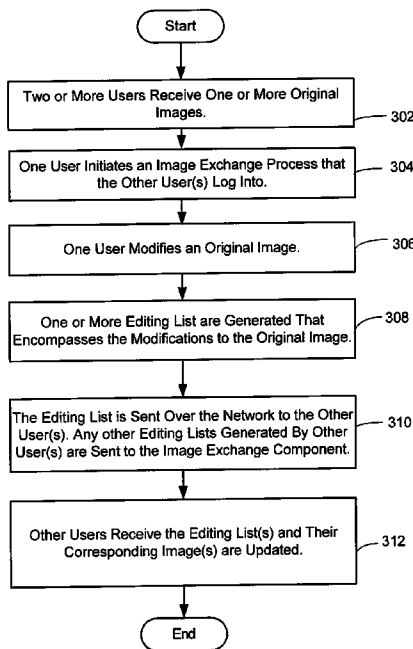 Start
Two or More Users Receive One or More Original
Images.
302
One User Initiates an Image Exchange Process that
the Other User(s) Log Into.
304
One User Modifies an Original Image.
306
One or More Editing List are Generated That
Encompasses the Modifications to the Original Image.
308
The Editing List is Sent Over the Network to the Other
User(s). Any other Editing Lists Generated By Other
User(s) are Sent to the Image Exchange Component.
310
Other Users Receive the Editing List(s) and Their
Corresponding Image(s) are Updated.
312
End